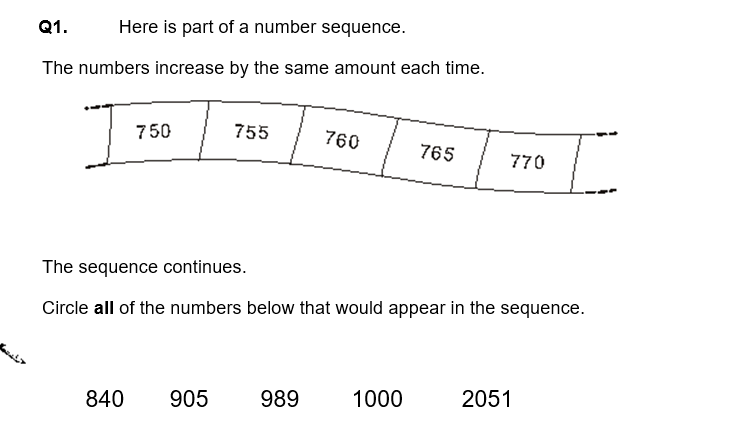 Q1. Here is part of a number sequence.
The numbers increase by the same amount each time.
750 755 760 765 770
The sequence continues.
Circle all of the numbers below that would appear in the sequence.
840 905 989 1000 2051